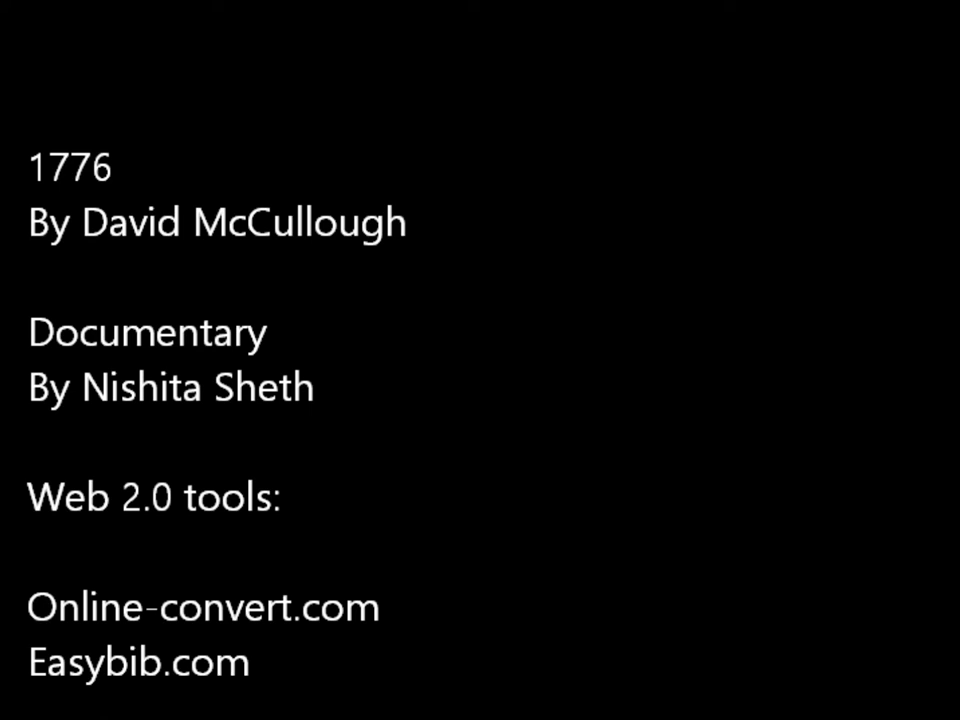 1776
By David McCullough
Documentary
By Nishita Sheth
Web 2.0 tools:
Online-convert.com
Easybib.com